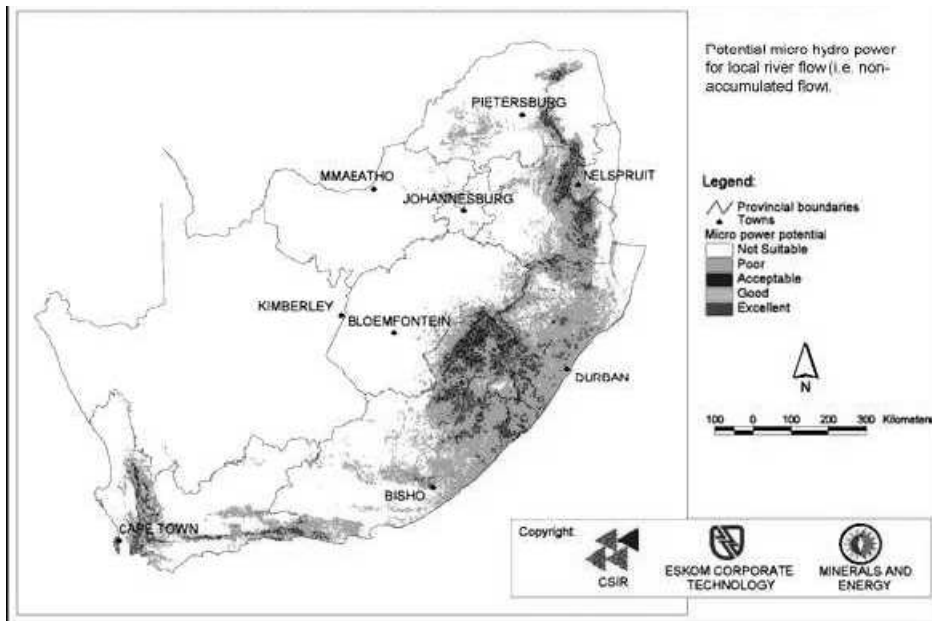 Potential micro hydro power
for local river flow (i.e. non-
accumulated flow).
PIETERSBURG
MMABATHO
NELSPRUIT
JOHANNESBURG
KIMBERLEY
BLOEMFONTEIN
DURBAN
BISHO
CAPE TOWN
Legend:
Provincial boundaries
Towns
Micro power potential
Not Suitable
Poor
Acceptable
Good
Excellent
N
100 0 100 200 300 Kilometers
Copyright:
CSIR
ESKOM CORPORATE
TECHNOLOGY
MINERALS AND
ENERGY